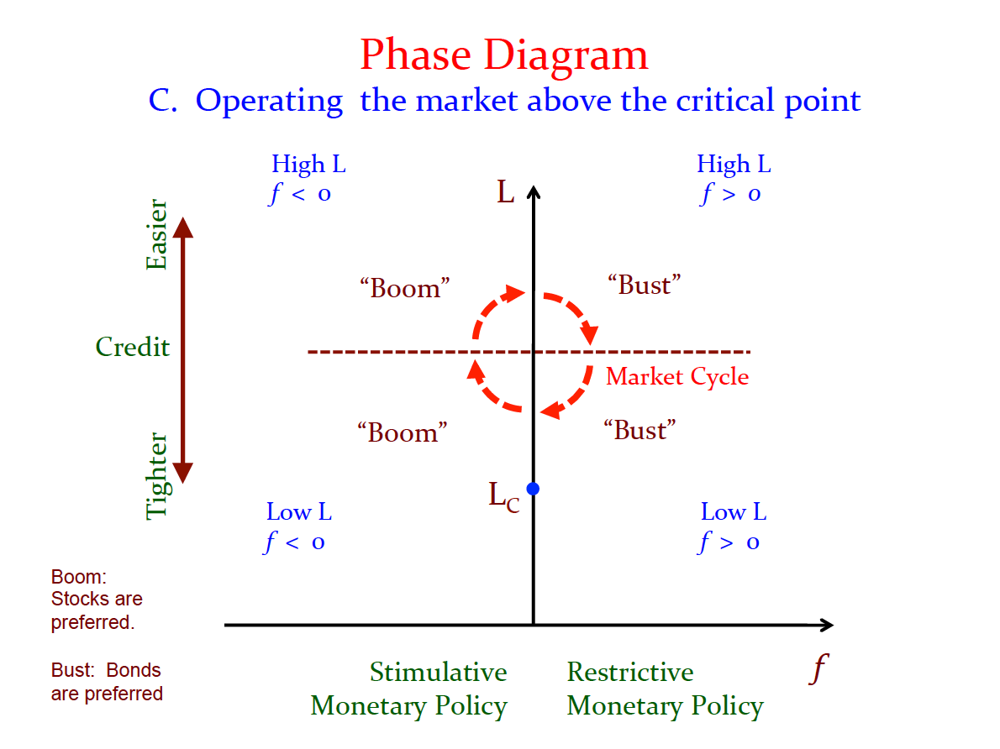 Phase Diagram
C. Operating the market above the critical point
High L
f < 0
High L
f > 0
L
Easier
“Boom”
“Bust”
Credit
Market Cycle
“Boom”
“Bust”
Tighter
L_C
Low L
f < 0
Low L
f > 0
Boom:
Stocks are
preferred.
Bust: Bonds
are preferred
f
Stimulative
Monetary Policy
Restrictive
Monetary Policy